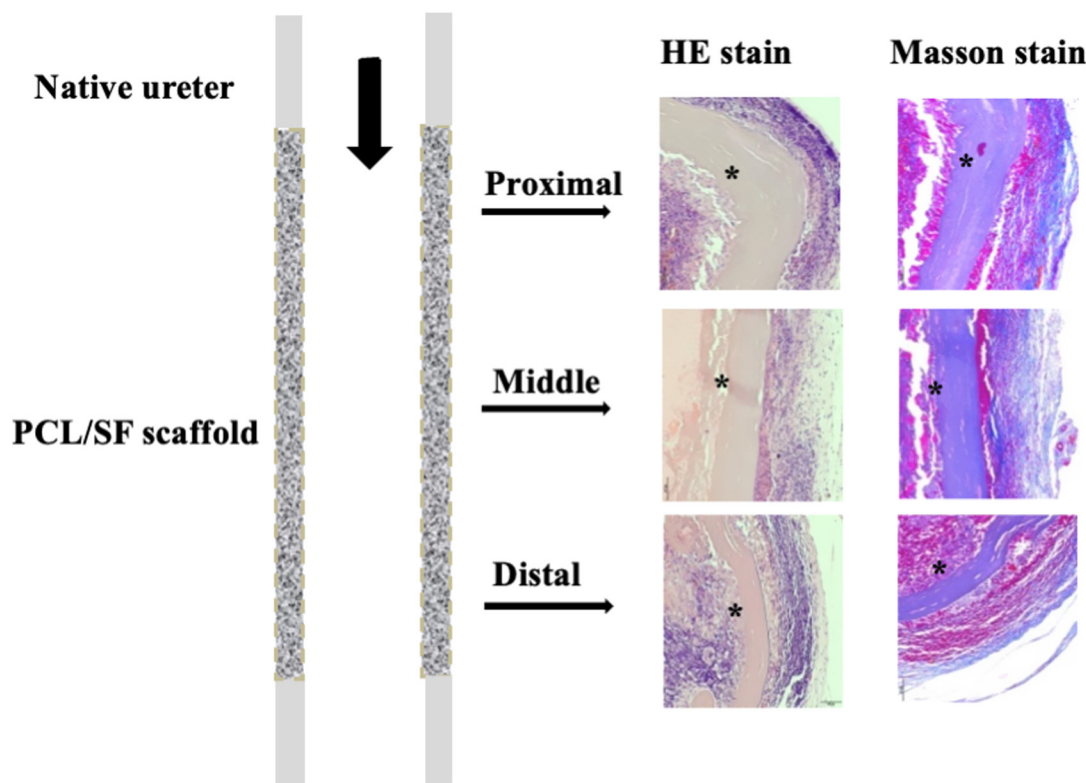 HE stain
Masson stain
Native ureter
Proximal
*
*
Middle
*
*
PCL/SF scaffold
Distal
*
*